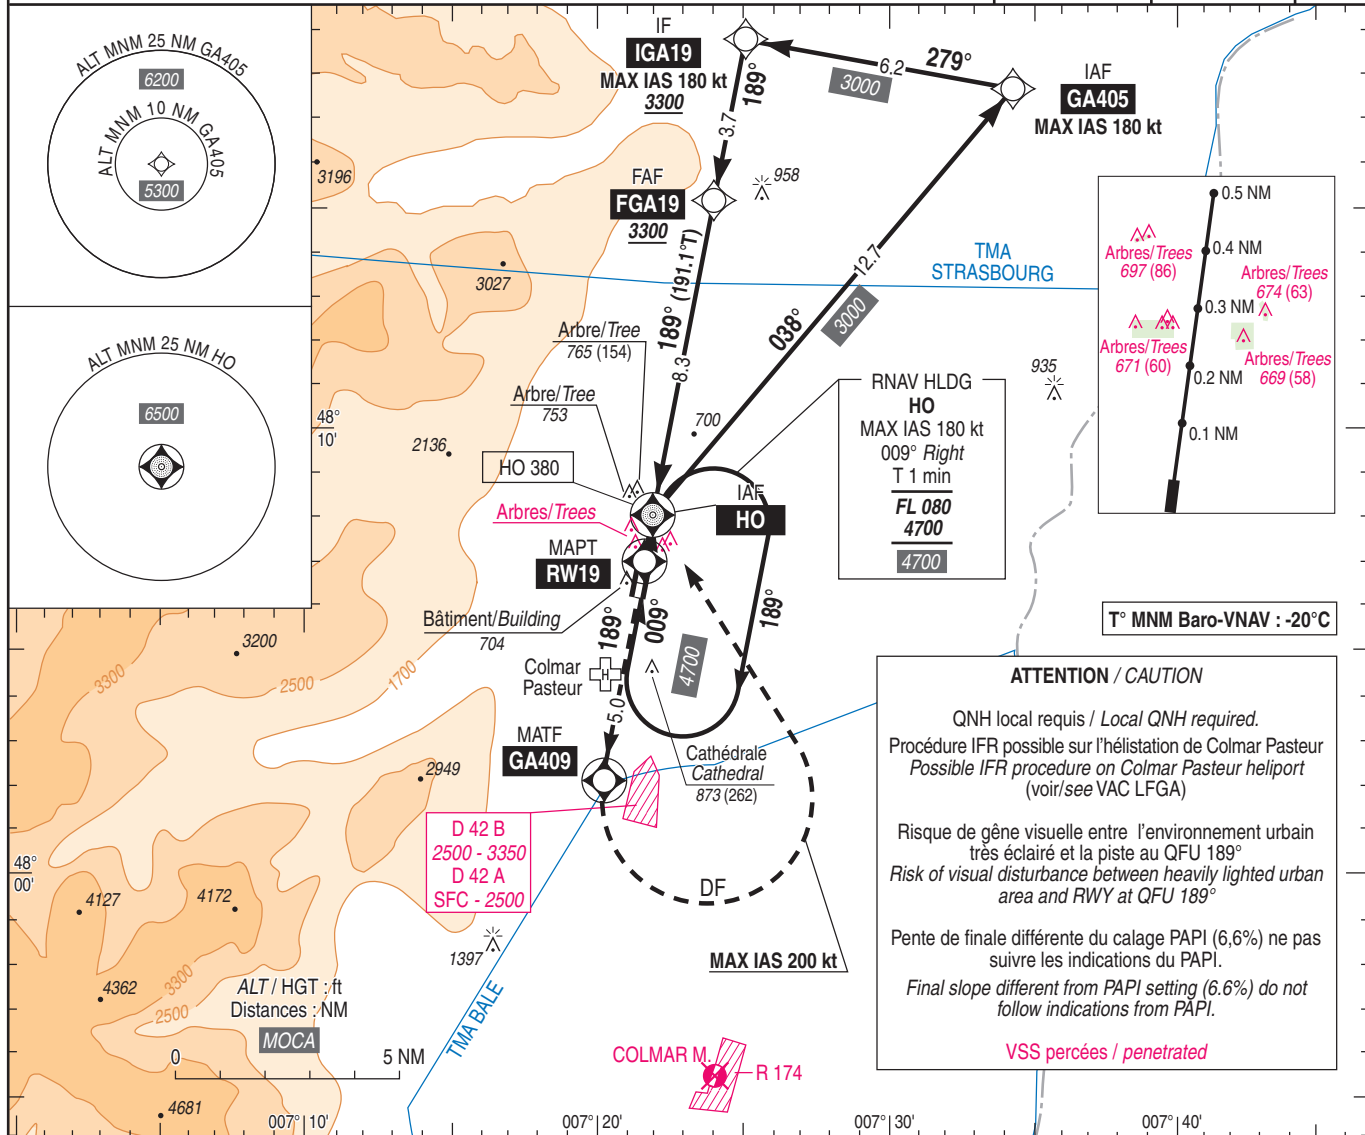 ALT MNM 25 NM GA405
6200
ALT MNM 10 NM GA405
5300
ALT MNM 25 NM HO
6500
IF
IGA19
MAX IAS 180 kt
3300
189°
3.7
6.2
279°
3000
IAF
GA405
MAX IAS 180 kt
3196
FAF
FGA19
3300
958
3027
189° (191.1°T)
8.3
12.7
038°
3000
TMA
STRASBOURG
0.5 NM
0.4 NM
0.3 NM
0.2 NM
0.1 NM
Arbres/Trees
697 (86)
Arbres/Trees
674 (63)
Arbres/Trees
671 (60)
Arbres/Trees
669 (58)
Arbre/Tree
765 (154)
Arbre/Tree
753
935
700
48°
10'
2136
HO 380
Arbres/Trees
RNAV HLDG
HO
MAX IAS 180 kt
009° Right
T 1 min
FL 080
4700
4700
IAF
HO
MAPT
RW19
Bâtiment/Building
704
189°
009°
189°
4700
5.0
Colmar
Pasteur
MATF
GA409
Cathédrale
Cathedral
873 (262)
3200
3300
2500
1700
2949
D 42 B
2500 - 3350
D 42 A
SFC - 2500
DF
MAX IAS 200 kt
48°
00'
4127
4172
4362
3300
2500
4681
1397
ALT / HGT : ft
Distances : NM
MOCA
0
5 NM
TMA BALE
COLMAR M.
R 174
T° MNM Baro-VNAV : -20°C
ATTENTION / CAUTION
QNH local requis / Local QNH required.
Procédure IFR possible sur l'hélistation de Colmar Pasteur
Possible IFR procedure on Colmar Pasteur heliport
(voir/see VAC LFGA)
Risque de gêne visuelle entre l'environnement urbain
très éclairé et la piste au QFU 189°
Risk of visual disturbance between heavily lighted urban
area and RWY at QFU 189°
Pente de finale différente du calage PAPI (6,6%) ne pas
suivre les indications du PAPI.
Final slope different from PAPI setting (6.6%) do not
follow indications from PAPI.
VSS percées / penetrated
007° 10'
007° 20'
007° 30'
007° 40'